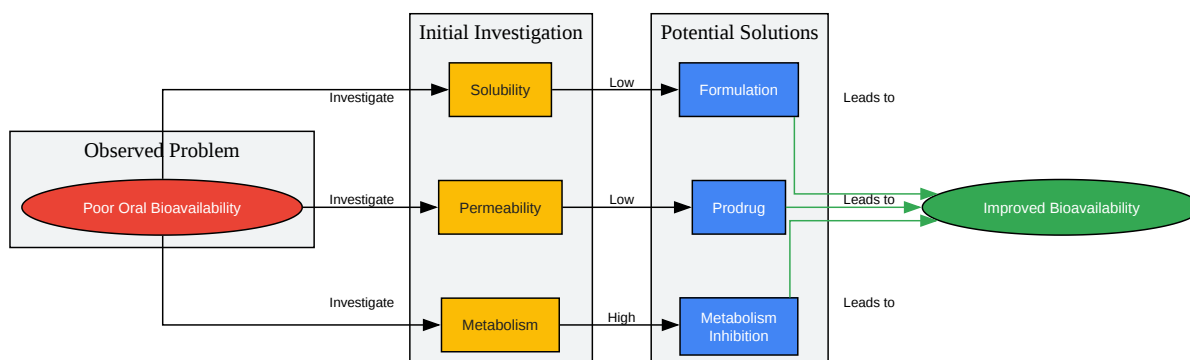 Initial Investigation
Potential Solutions
Solubility
Low
Formulation
Investigate
Leads to
Observed Problem
Poor Oral Bioavailability
Investigate
Permeability
Low
Prodrug
Leads to
Improved Bioavailability
Investigate
Metabolism
High
Metabolism
Inhibition
Leads to